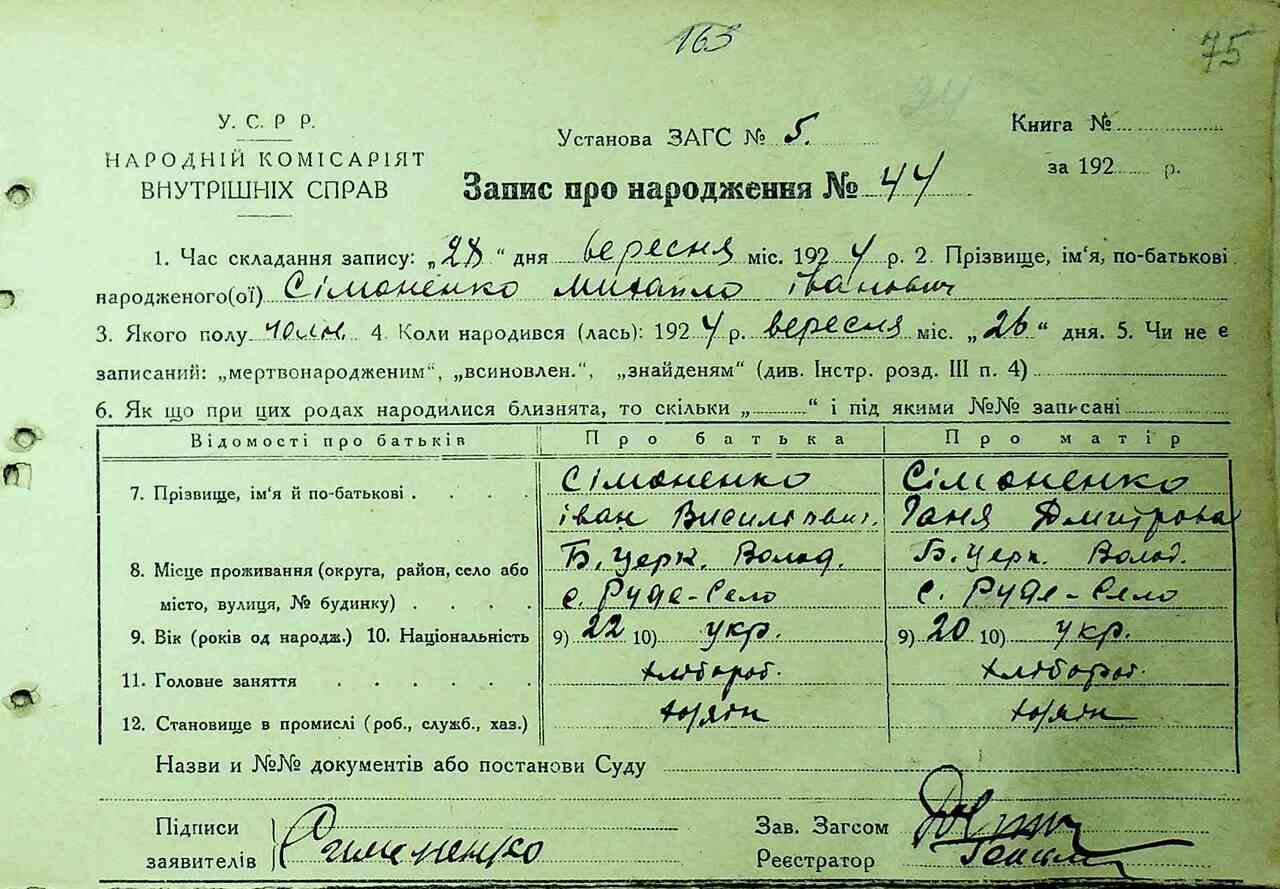 163
75
У. С. Р Р.
НАРОДНІЙ КОМІСАРІЯТ
ВНУТРІШНІХ СПРАВ
Установа ЗАГС № 5.
Книга №
за 192 р.
Запис про народження № 44
1. Час складання запису: „28" дня вересня міс. 1924 р. 2. Прізвище, ім'я, по-батькові
народженого(ої) Сімоненко Михайло Іванович
3. Якого полу чолн. 4. Коли народився (лась): 1924 р. вересня міс. „26" дня. 5. Чи не є
записаний: „мертвонародженим", „всиновлен.", „знайденям" (див. Інстр. розд. III п. 4)
6. Як що при цих родах народилися близнята, то скільки „ " і під якими №№ записані
Відомості про батьків Про батька Про матір
7. Прізвище, ім'я й по-батькові . . . . Сімоненко Сімоненко
Іван Ганя Дмитрова
Б. Церк. Волод. Б. Церк. Волод.
8. Місце проживання (округа, район, село або
с. Руде-Село с. Руде-Село
місто, вулиця, № будинку) . . . .
9. Вік (років од народж.) 10. Національність 9) 22 10) укр. 9) 20 10) укр.
11. Головне заняття . . . . . . хлібороб. хлібороб.
12. Становище в промислі (роб., служб., хаз.) хазяін хазяін
Назви и №№ документів або постанови Суду
Підписи
заявителів Симененко
Зав. Загсом
Реєстратор